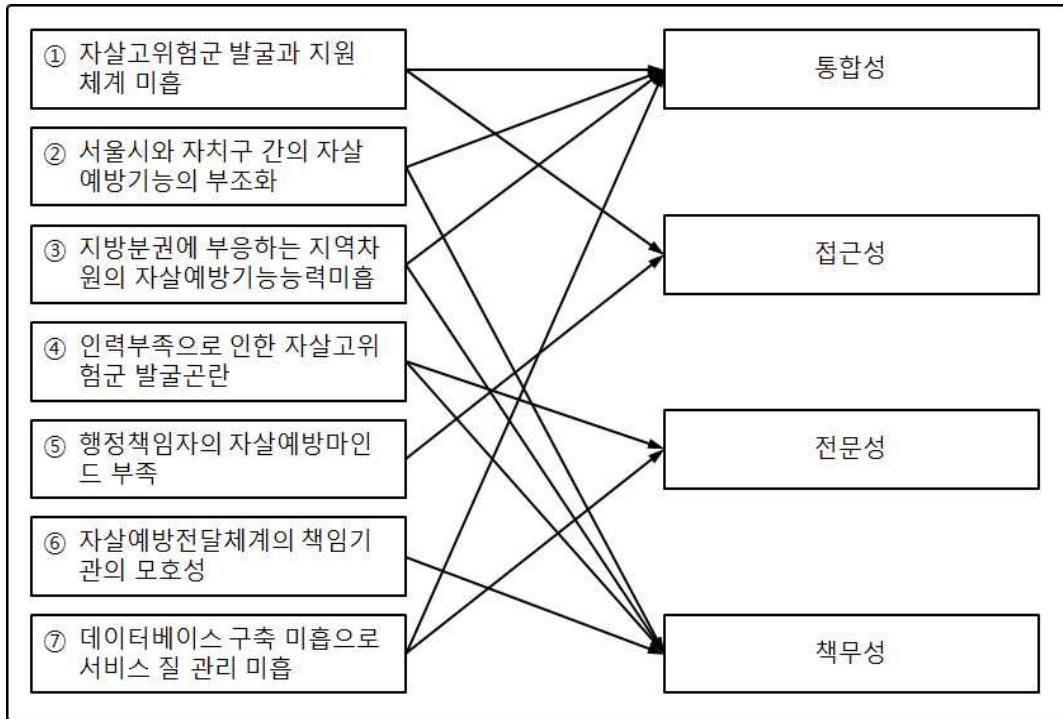 ① 자살고위험군 발굴과 지원
체계 미흡
② 서울시와 자치구 간의 자살
예방기능의 부조화
③ 지방분권에 부응하는 지역차
원의 자살예방기능능력미흡
④ 인력부족으로 인한 자살고위
험군 발굴곤란
⑤ 행정책임자의 자살예방마인
드 부족
⑥ 자살예방전달체계의 책임기
관의 모호성
⑦ 데이터베이스 구축 미흡으로
서비스 질 관리 미흡
통합성
접근성
전문성
책무성